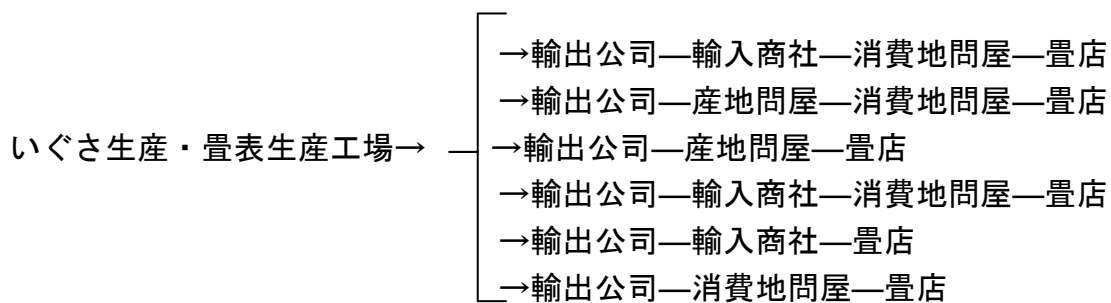 →輸出公司―輸入商社―消費地問屋―畳店
→輸出公司―産地問屋―消費地問屋―畳店
いぐさ生産・畳表生産工場→ →輸出公司―産地問屋―畳店
→輸出公司―輸入商社―消費地問屋―畳店
→輸出公司―輸入商社―畳店
→輸出公司―消費地問屋―畳店